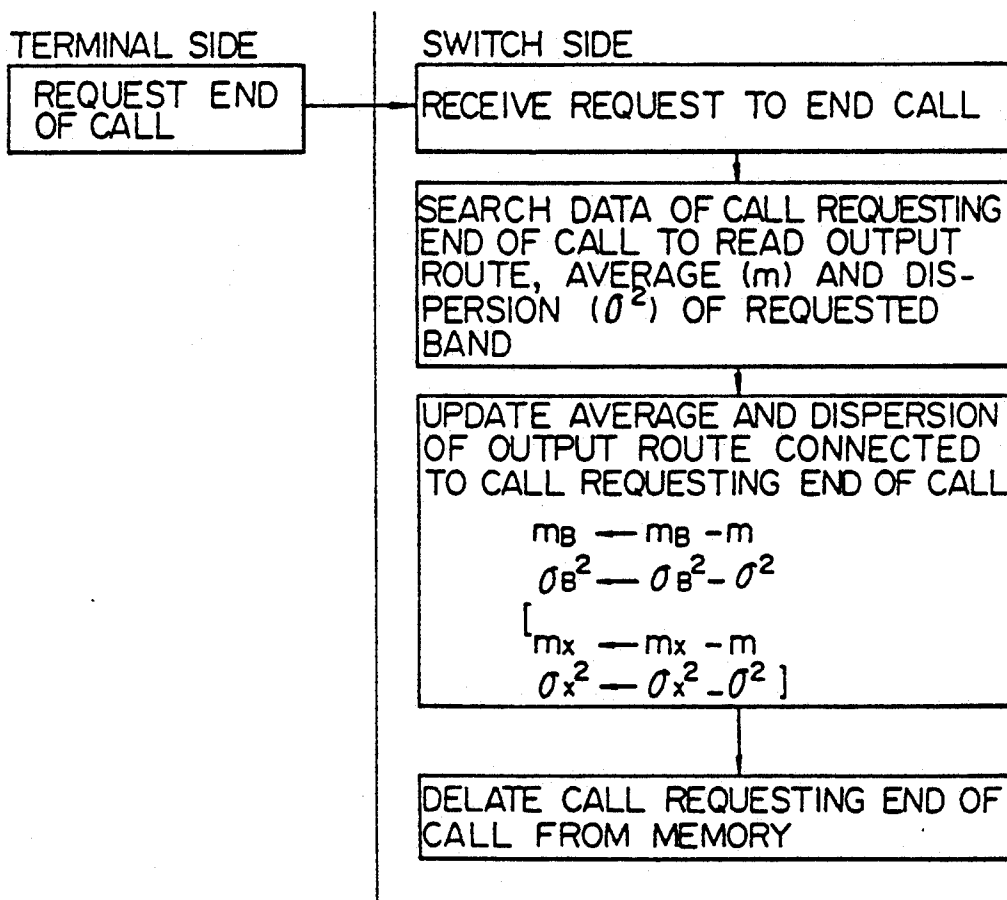 TERMINAL SIDE
REQUEST END
OF CALL
SWITCH SIDE
RECEIVE REQUEST TO END CALL
SEARCH DATA OF CALL REQUESTING
END OF CALL TO READ OUTPUT
ROUTE, AVERAGE (m) AND DIS-
PERSION (σ²) OF REQUESTED
BAND
UPDATE AVERAGE AND DISPERSION
OF OUTPUT ROUTE CONNECTED
TO CALL REQUESTING END OF CALL
mB ← mB - m
σB² ← σB² - σ²
[
mx ← mx - m
σx² ← σx² - σ² ]
DELATE CALL REQUESTING END OF
CALL FROM MEMORY